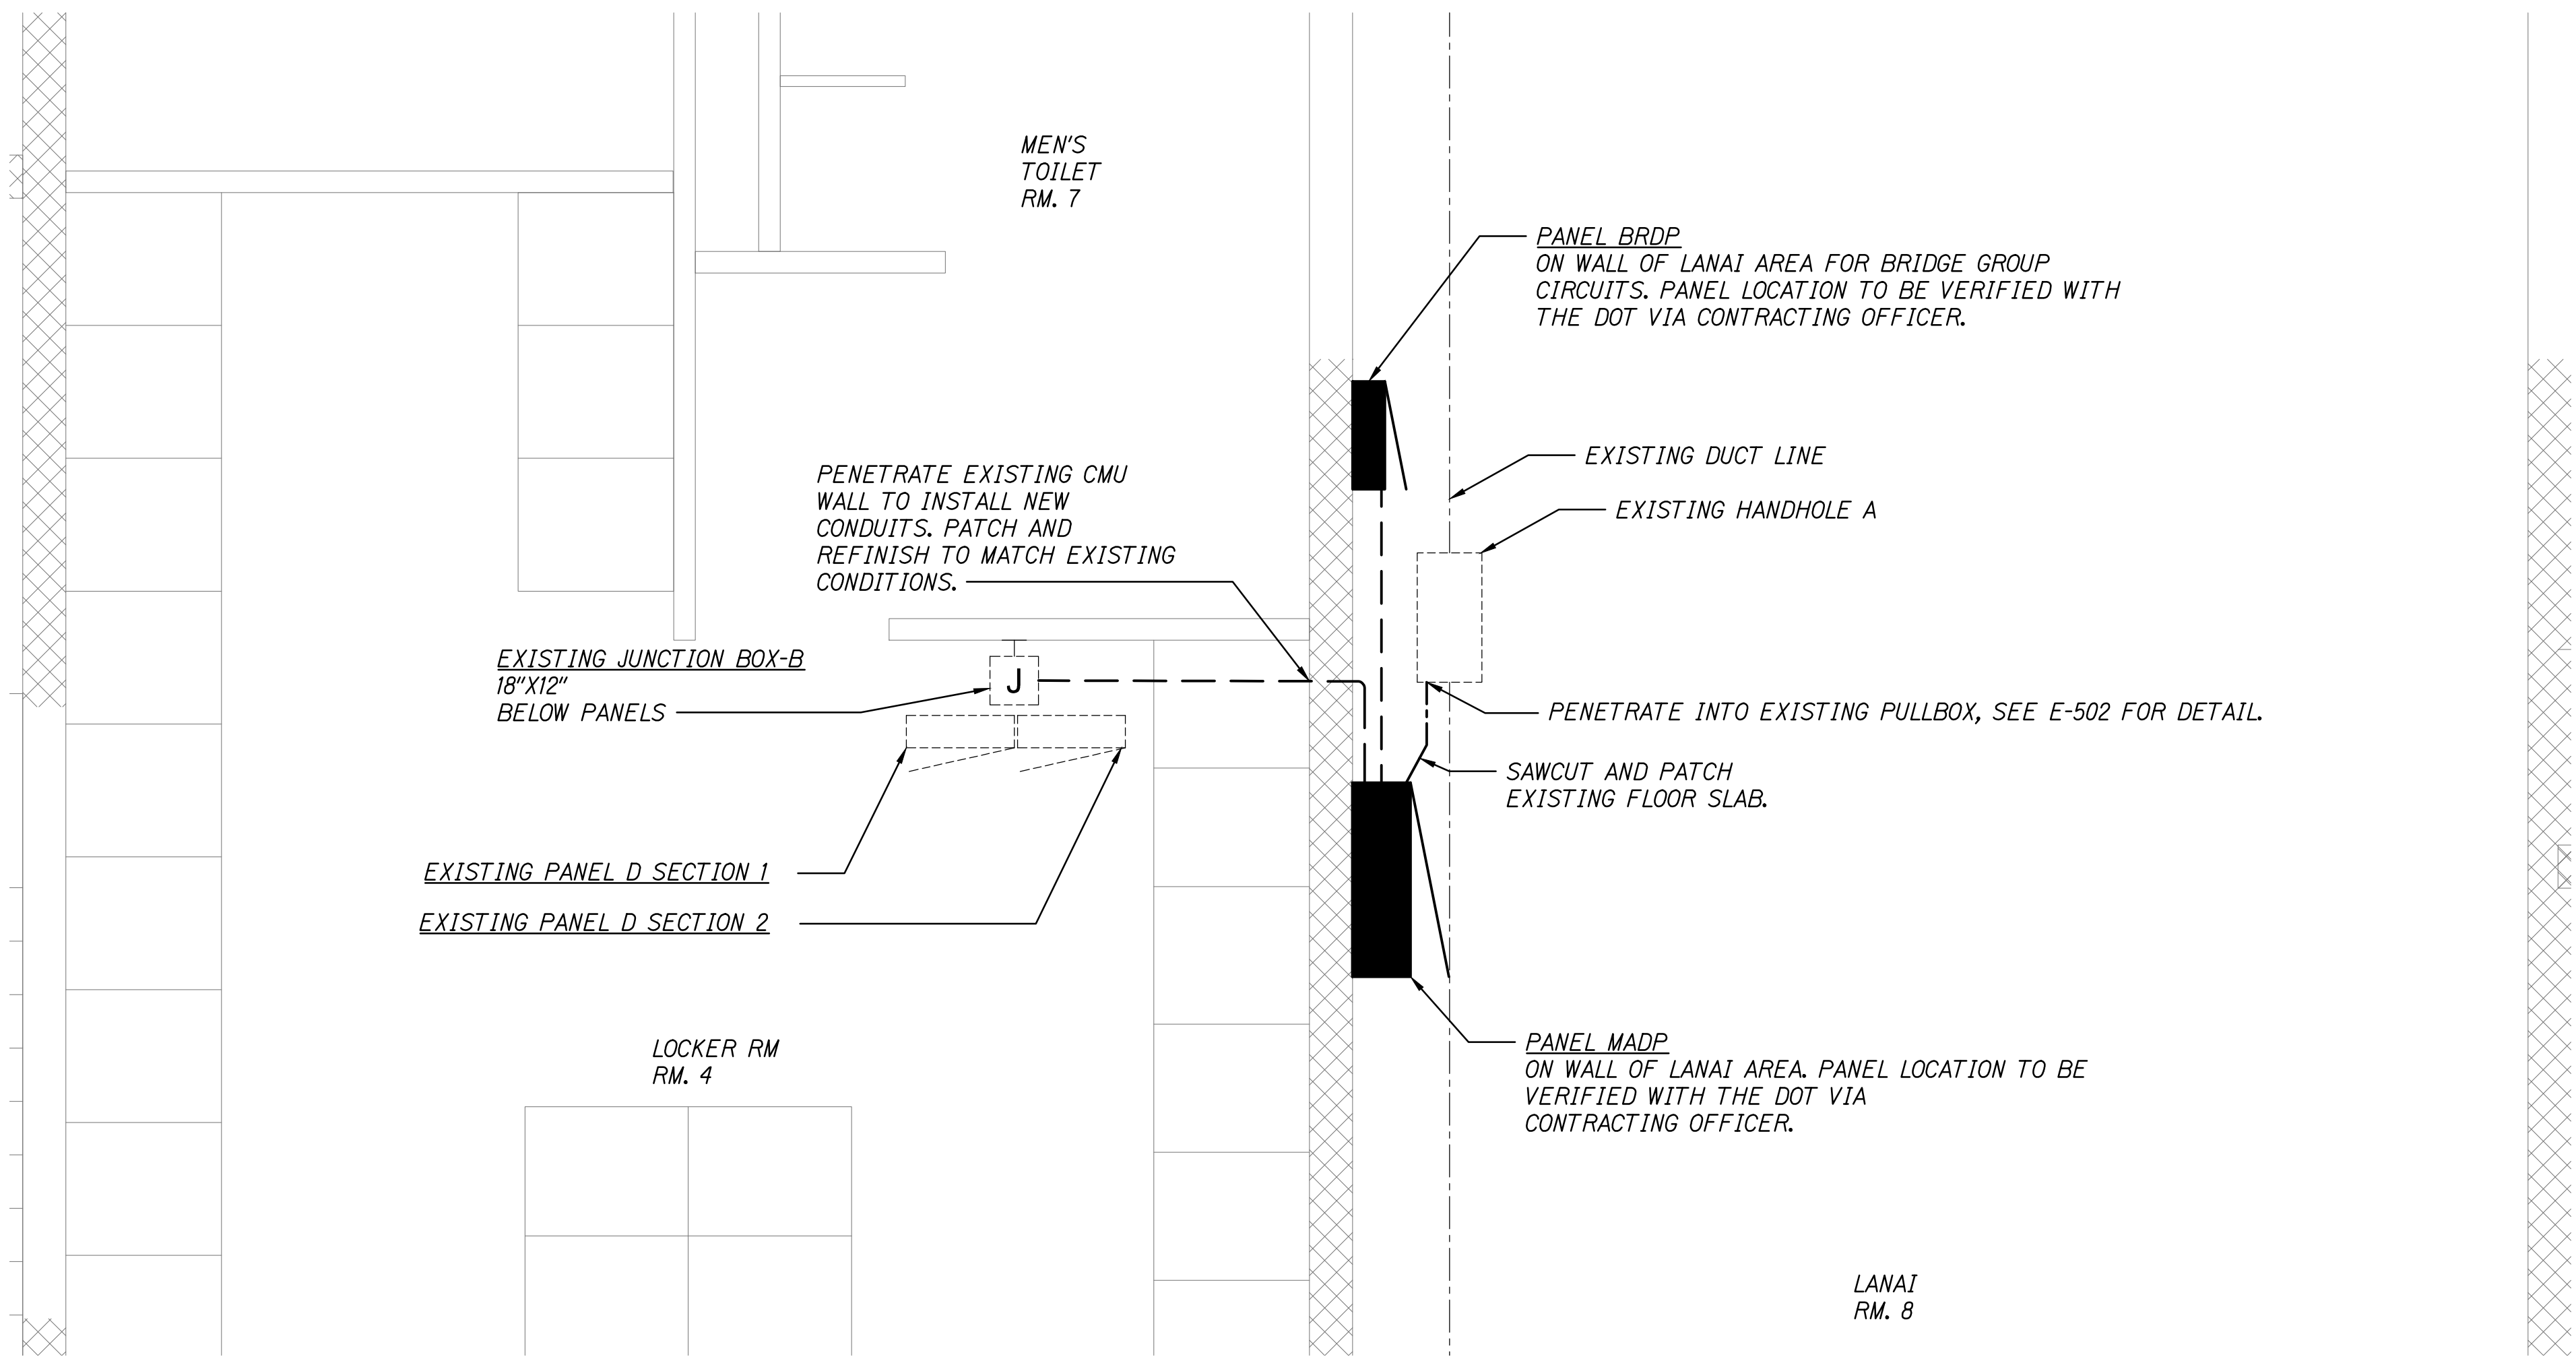 MEN'S
TOILET
RM. 7
PANEL BRDP
ON WALL OF LANAI AREA FOR BRIDGE GROUP
CIRCUITS. PANEL LOCATION TO BE VERIFIED WITH
THE DOT VIA CONTRACTING OFFICER.
EXISTING DUCT LINE
PENETRATE EXISTING CMU
WALL TO INSTALL NEW
CONDUITS. PATCH AND
REFINISH TO MATCH EXISTING
CONDITIONS.
EXISTING HANDHOLE A
EXISTING JUNCTION BOX-B
18"X12"
BELOW PANELS
J
PENETRATE INTO EXISTING PULLBOX, SEE E-502 FOR DETAIL.
SAWCUT AND PATCH
EXISTING FLOOR SLAB.
EXISTING PANEL D SECTION 1
EXISTING PANEL D SECTION 2
LOCKER RM
RM. 4
PANEL MADP
ON WALL OF LANAI AREA. PANEL LOCATION TO BE
VERIFIED WITH THE DOT VIA
CONTRACTING OFFICER.
LANAI
RM. 8